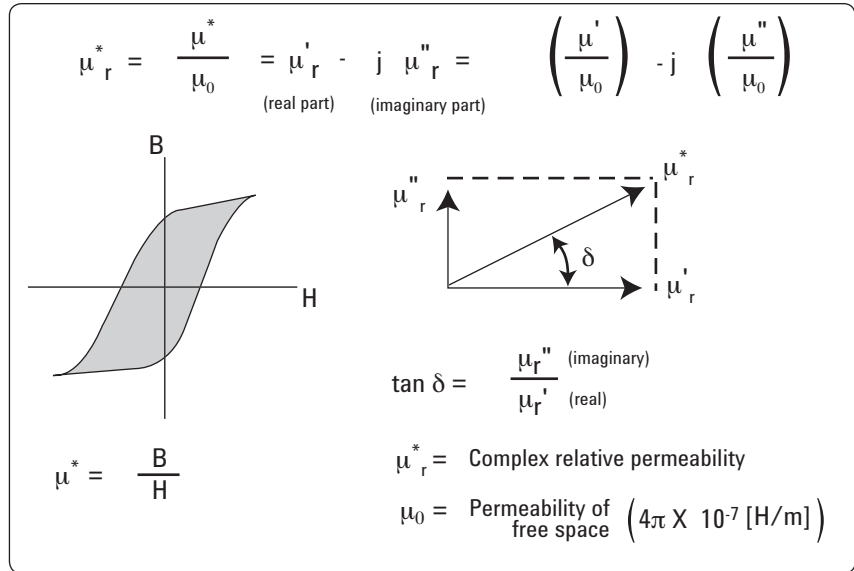 μ*r = μ*/μ0 = μ'r - j μ''r = (μ'/μ0) - j (μ''/μ0)
(real part) (imaginary part)
B
H
μ''r
μ*r
δ
μ'r
tan δ = μr'' (imaginary) / μr' (real)
μ* = B/H
μ*r = Complex relative permeability
μ0 = Permeability of
free space (4π X 10-7 [H/m])